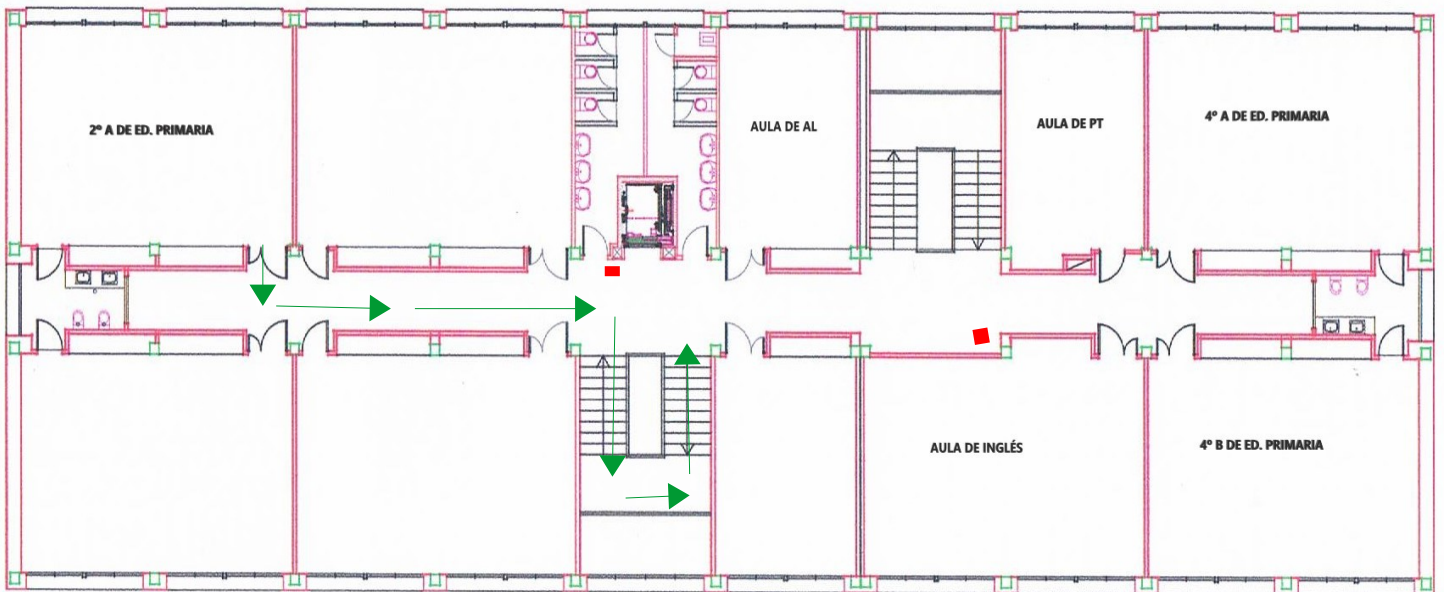 2º A DE ED. PRIMARIA
AULA DE AL
AULA DE PT
4º A DE ED. PRIMARIA
AULA DE INGLÉS
4º B DE ED. PRIMARIA